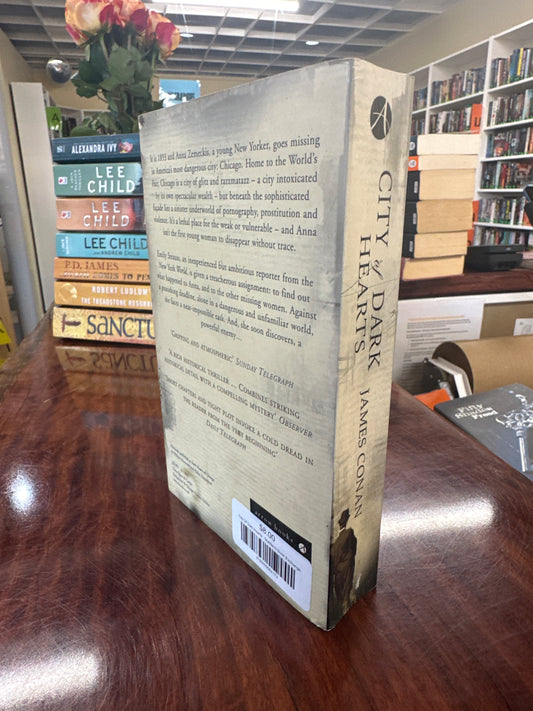 It is 1893 and Anna Zemeckis, a young New Yorker, goes missing
in America's most dangerous city: Chicago. Home to the World's
Fair, Chicago is a city of glitz and razzmatazz – a city intoxicated
by its own spectacular wealth – but beneath the sophisticated
façade lies a sinister underworld of pornography, prostitution and
violence. It's a lethal place for the weak or vulnerable – and Anna
isn't the first young woman to disappear without trace.
Emily Strauss, an inexperienced but ambitious reporter from the
New York World, is given a treacherous assignment: to find out
what happened to Anna, and to the other missing women. Against
a punishing deadline, alone in a dangerous and unfamiliar world,
she faces a near-impossible task. And, she soon discovers, a
powerful enemy…
'GRIPPING AND ATMOSPHERIC' SUNDAY TELEGRAPH
'A RICH HISTORICAL THRILLER … COMBINES STRIKING
HISTORICAL DETAIL WITH A COMPELLING MYSTERY' OBSERVER
'SHORT CHAPTERS AND TIGHT PLOT INVOKE A COLD DREAD IN
THE READER FROM THE VERY BEGINNING'
DAILY TELEGRAPH
arrow books
$8.00
CITY of DARK
HEARTS
JAMES CONAN
ALEXANDRA IVY
LEE CHILD
LEE CHILD
LEE CHILD
AND ANDREW CHILD
P.D. JAMES
ROBERT LUDLUM
THE TREADSTONE
SANCTU